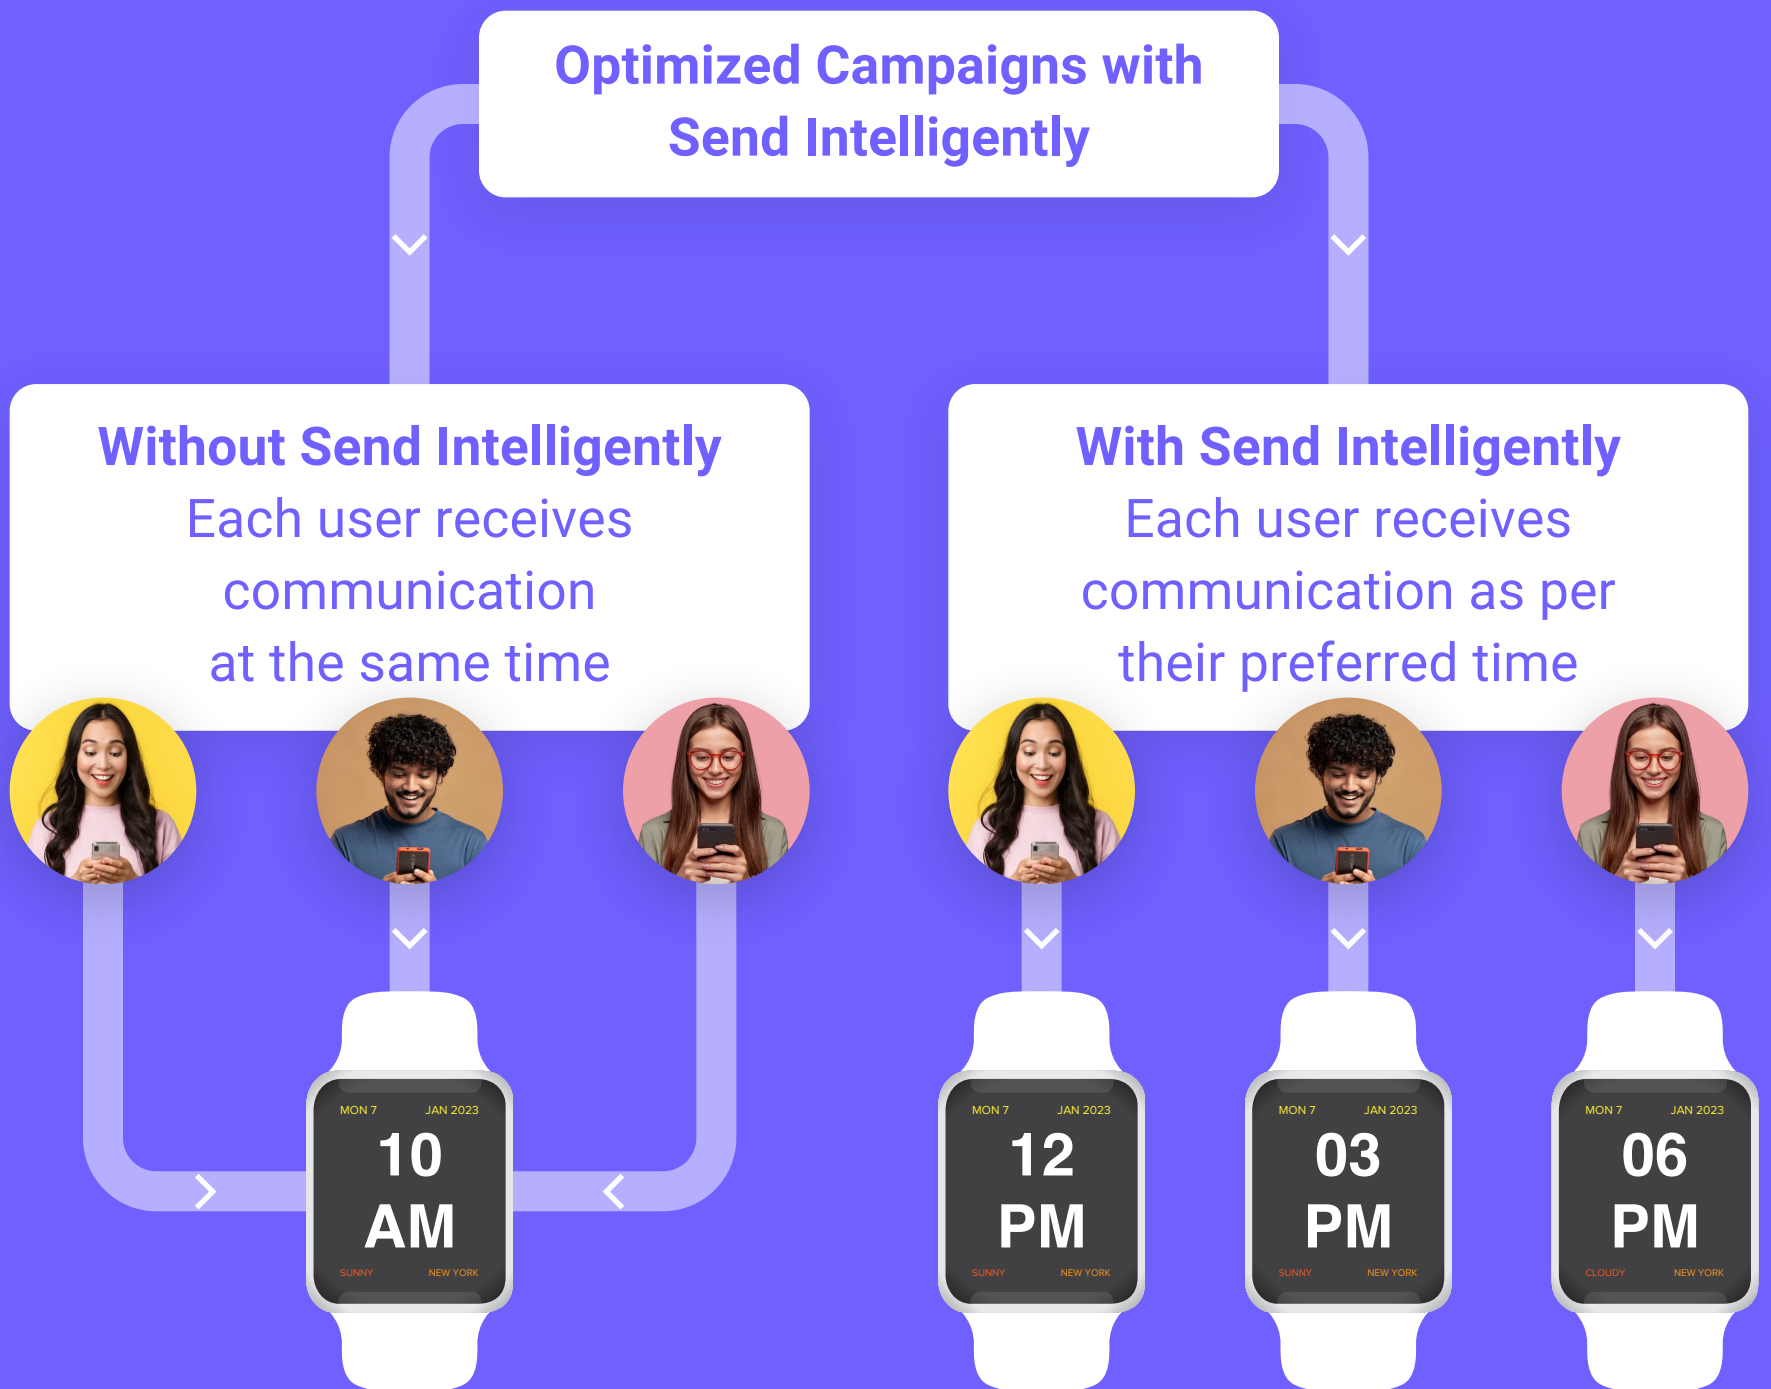 Optimized Campaigns with
Send Intelligently
Without Send Intelligently
Each user receives
communication
at the same time
With Send Intelligently
Each user receives
communication as per
their preferred time
MON 7 JAN 2023
10
AM
SUNNY NEW YORK
MON 7 JAN 2023
12
PM
SUNNY NEW YORK
MON 7 JAN 2023
03
PM
SUNNY NEW YORK
MON 7 JAN 2023
06
PM
CLOUDY NEW YORK